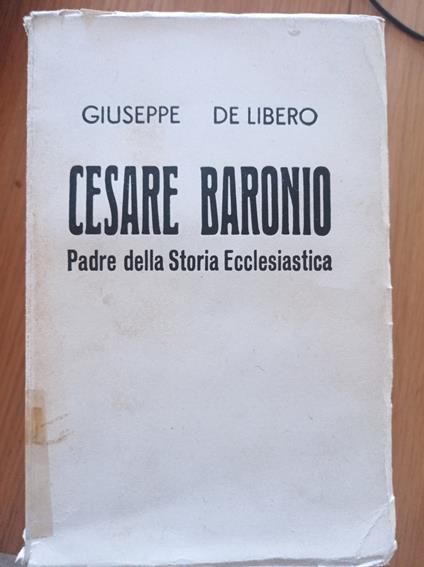 GIUSEPPE DE LIBERO
CESARE BARONIO
Padre della Storia Ecclesiastica